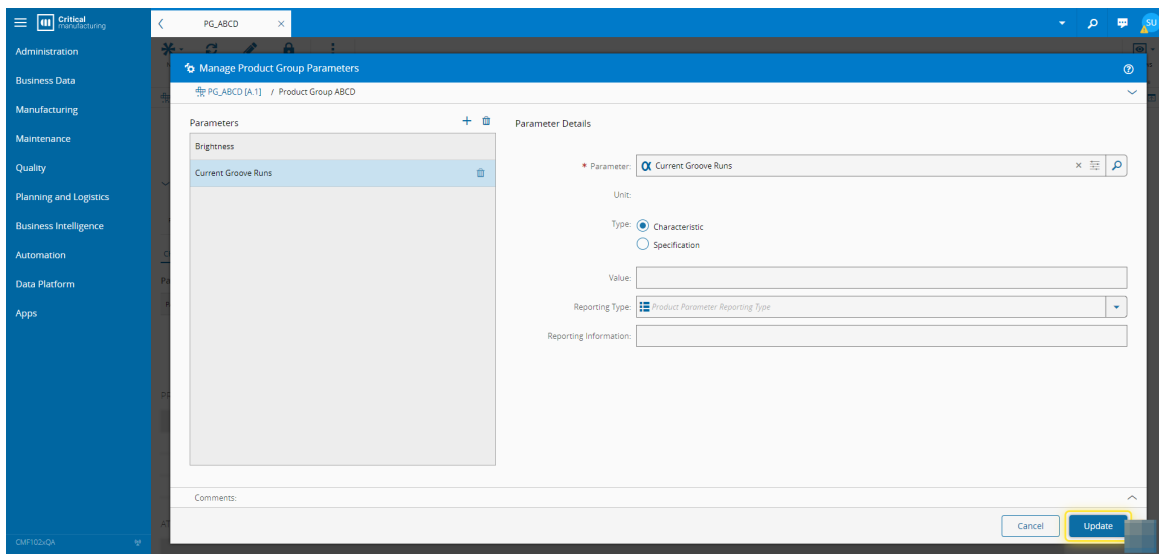 Critical
manufacturing
PG_ABCD
SU
Administration
Business Data
Manufacturing
Maintenance
Quality
Planning and Logistics
Business Intelligence
Automation
Data Platform
Apps
CMF102xQA
Manage Product Group Parameters
PG_ABCD [A.1] / Product Group ABCD
Parameters
Brightness
Current Groove Runs
Parameter Details
* Parameter: Current Groove Runs
Unit:
Type: Characteristic
Specification
Value:
Reporting Type: Product Parameter Reporting Type
Reporting Information:
Comments:
Cancel Update